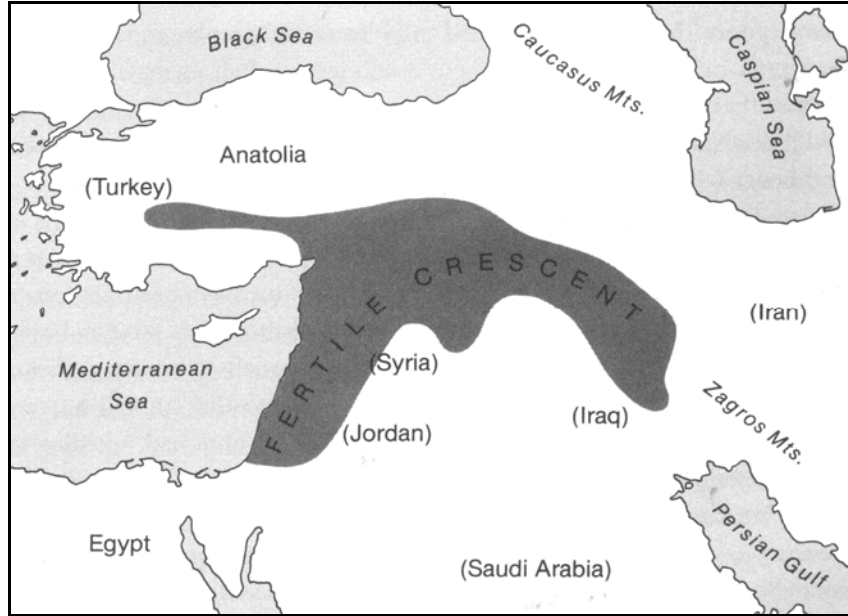 Black Sea
Caucasus Mts.
Caspian Sea
Anatolia
(Turkey)
FERTILE CRESCENT
(Iran)
Mediterranean
Sea
(Syria)
(Jordan)
(Iraq)
Zagros Mts.
Egypt
Persian Gulf
(Saudi Arabia)